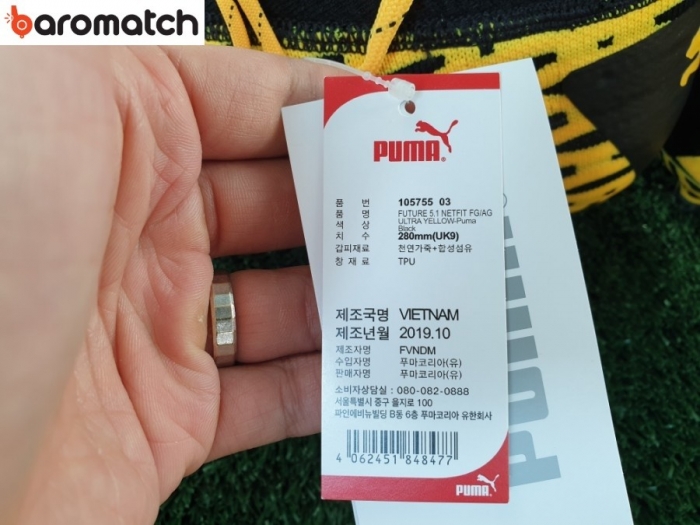 baromatch
PUMA®
품 번 105755 03
품 명 FUTURE 5.1 NETFIT FG/AG
색 상 ULTRA YELLOW-Puma
Black
치 수 280mm(UK9)
갑피재료 천연가죽+합성섬유
창 재 료 TPU
제조국명 VIETNAM
제조년월 2019.10
제조자명 FVNDM
수입자명 푸마코리아(유)
판매자명 푸마코리아(유)
소비자상담실 : 080-082-0888
서울특별시 중구 을지로 100
파인에비뉴빌딩 B동 6층 푸마코리아 유한회사
4 062451 848477
PUMA